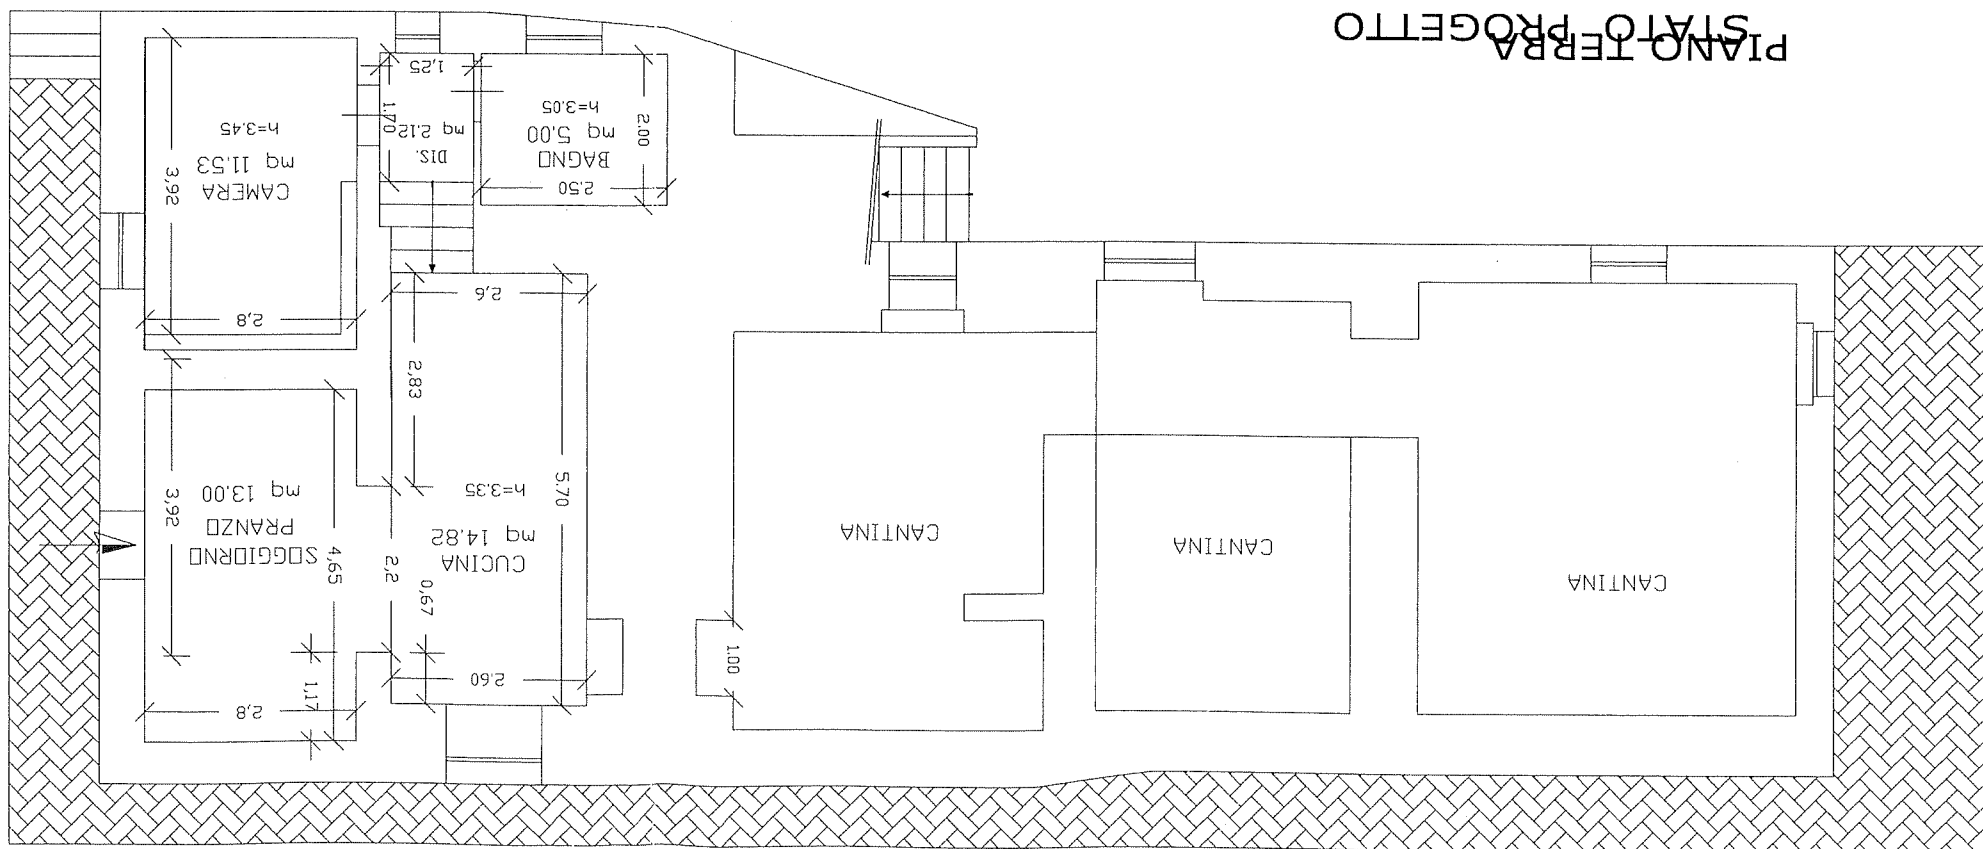 PIANO TERRA
STATO PROGETTO
CANTINA
CANTINA
CANTINA
1.00
CUCINA
mq 14.82
h=3.35
2.60
5.70
0,67
2,2
2,83
2,6
SOGGIORNO
PRANZO
mq 13.00
2,8
1,17
4,65
3,92
BAGNO
mq 5.00
h=3.05
2.50
2.00
DIS.
mq 2.12
1.70
1,25
CAMERA
mq 11.53
h=3.45
2,8
3,92